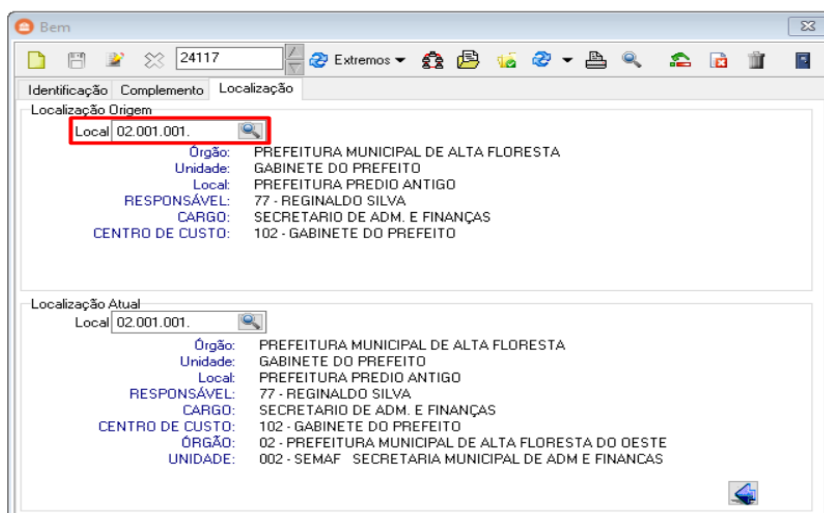 Bem
24117 Extremos
Identificação Complemento Localização
Localização Origem
Local 02.001.001.
Órgão: PREFEITURA MUNICIPAL DE ALTA FLORESTA
Unidade: GABINETE DO PREFEITO
Local: PREFEITURA PREDIO ANTIGO
RESPONSÁVEL: 77 - REGINALDO SILVA
CARGO: SECRETARIO DE ADM. E FINANÇAS
CENTRO DE CUSTO: 102 - GABINETE DO PREFEITO
Localização Atual
Local 02.001.001.
Órgão: PREFEITURA MUNICIPAL DE ALTA FLORESTA
Unidade: GABINETE DO PREFEITO
Local: PREFEITURA PREDIO ANTIGO
RESPONSÁVEL: 77 - REGINALDO SILVA
CARGO: SECRETARIO DE ADM. E FINANÇAS
CENTRO DE CUSTO: 102 - GABINETE DO PREFEITO
ÓRGÃO: 02 - PREFEITURA MUNICIPAL DE ALTA FLORESTA DO OESTE
UNIDADE: 002 - SEMAF SECRETARIA MUNICIPAL DE ADM E FINANCAS